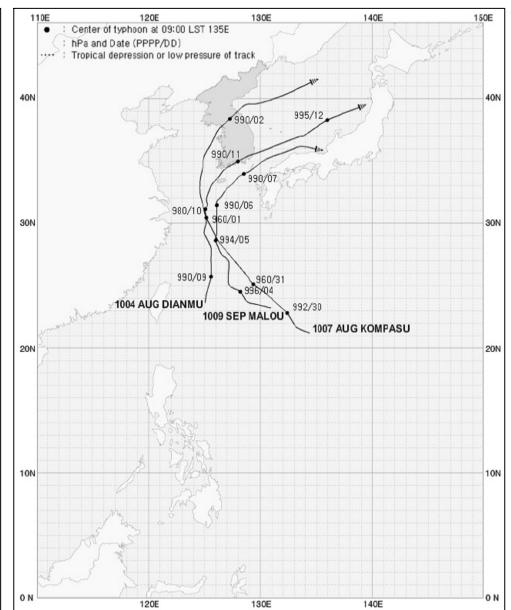 110E 120E 130E 140E 150E
● : Center of typhoon at 09:00 LST 135E
: hPa and Date (PPPP/DD)
···· : Tropical depression or low pressure of track
40N 40N
990/02 995/12
990/11
990/07
980/10 990/06
960/01
30N 30N
994/05
990/09 960/31
996/04
1004 AUG DIANMU 992/30
1009 SEP MALOU
1007 AUG KOMPASU
20N 20N
10N 10N
0 N 0 N
120E 130E 140E